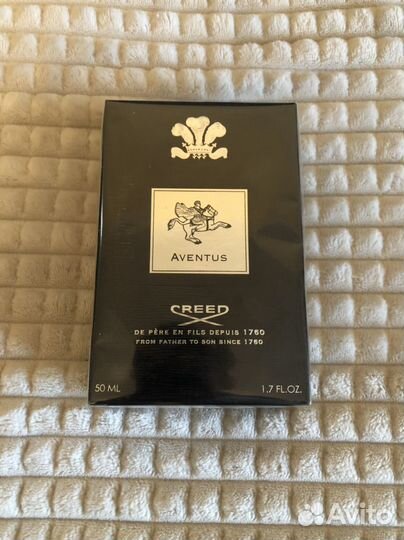 AVENTUS
CREED
DE PÈRE EN FILS DEPUIS 1760
FROM FATHER TO SON SINCE 1760
50 ML 1.7 FL.OZ.
Avito